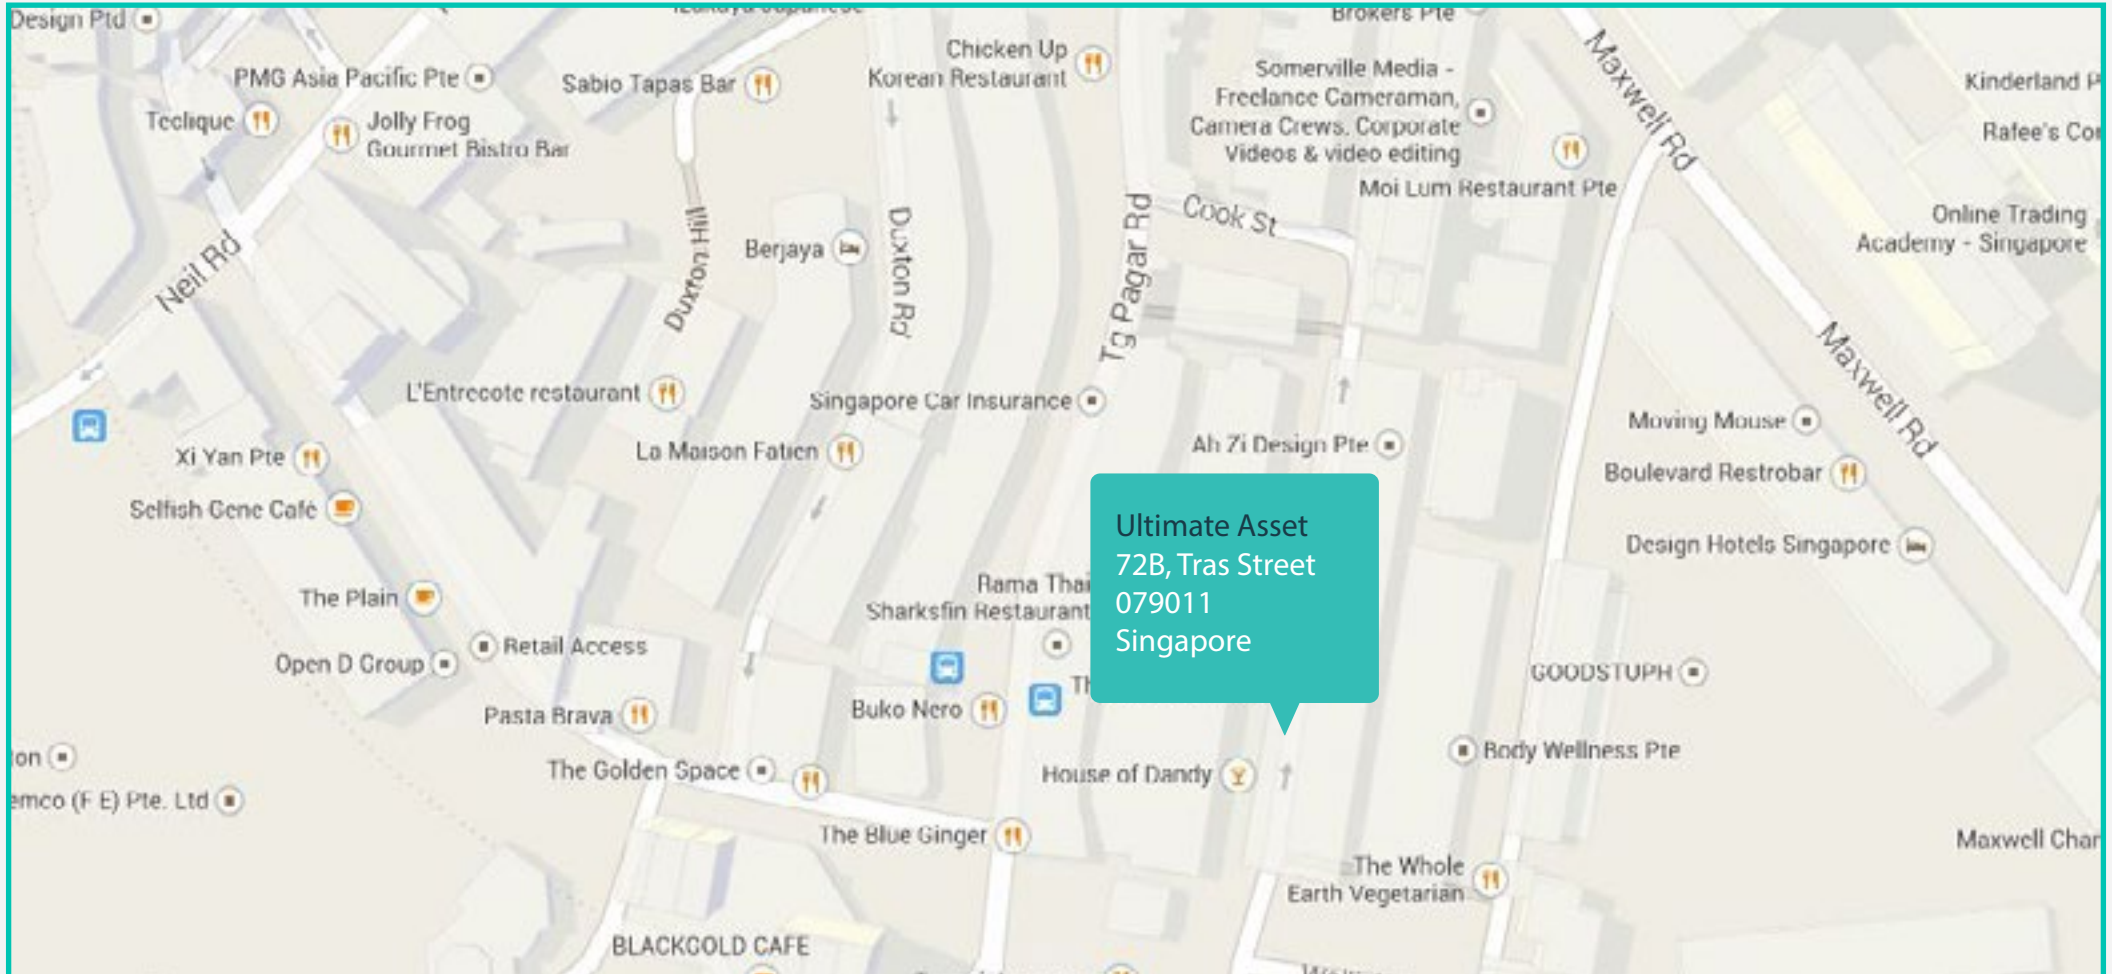 Design Ptd
Brokers Pte
PMG Asia Pacific Pte
Sabio Tapas Bar
Chicken Up
Korean Restaurant
Somerville Media -
Freelance Cameraman,
Camera Crews, Corporate
Videos & video editing
Maxwell Rd
Kinderland P
Teclique
Jolly Frog
Gourmet Bistro Bar
Rafee's Cor
Moi Lum Restaurant Pte
Cook St
Online Trading
Academy - Singapore
Neil Rd
Duxton Hill
Berjaya
Duxton Rd
Tg Pagar Rd
Maxwell Rd
L'Entrecote restaurant
Singapore Car Insurance
Moving Mouse
Xi Yan Pte
La Maison Fatien
Ah Zi Design Pte
Boulevard Restrobar
Selfish Gene Café
Ultimate Asset
72B, Tras Street
079011
Singapore
Design Hotels Singapore
The Plain
Rama Thai
Sharksfin Restaurant
Retail Access
Open D Group
GOODSTUPH
Th
Pasta Brava
Buko Nero
Body Wellness Pte
on
The Golden Space
House of Dandy
emco (F E) Pte. Ltd
The Blue Ginger
Maxwell Char
The Whole
Earth Vegetarian
BLACKGOLD CAFE